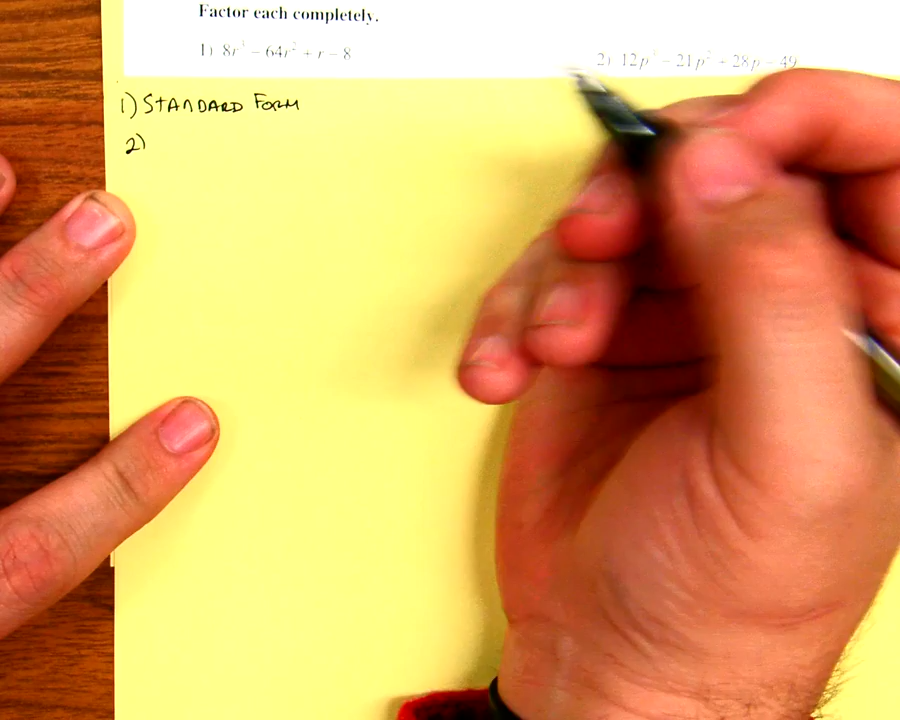 Factor each completely.
1) 8r³ − 64r² + r − 8
2) 12p³ − 21p² + 28p − 49
1) STANDARD FORM
2)